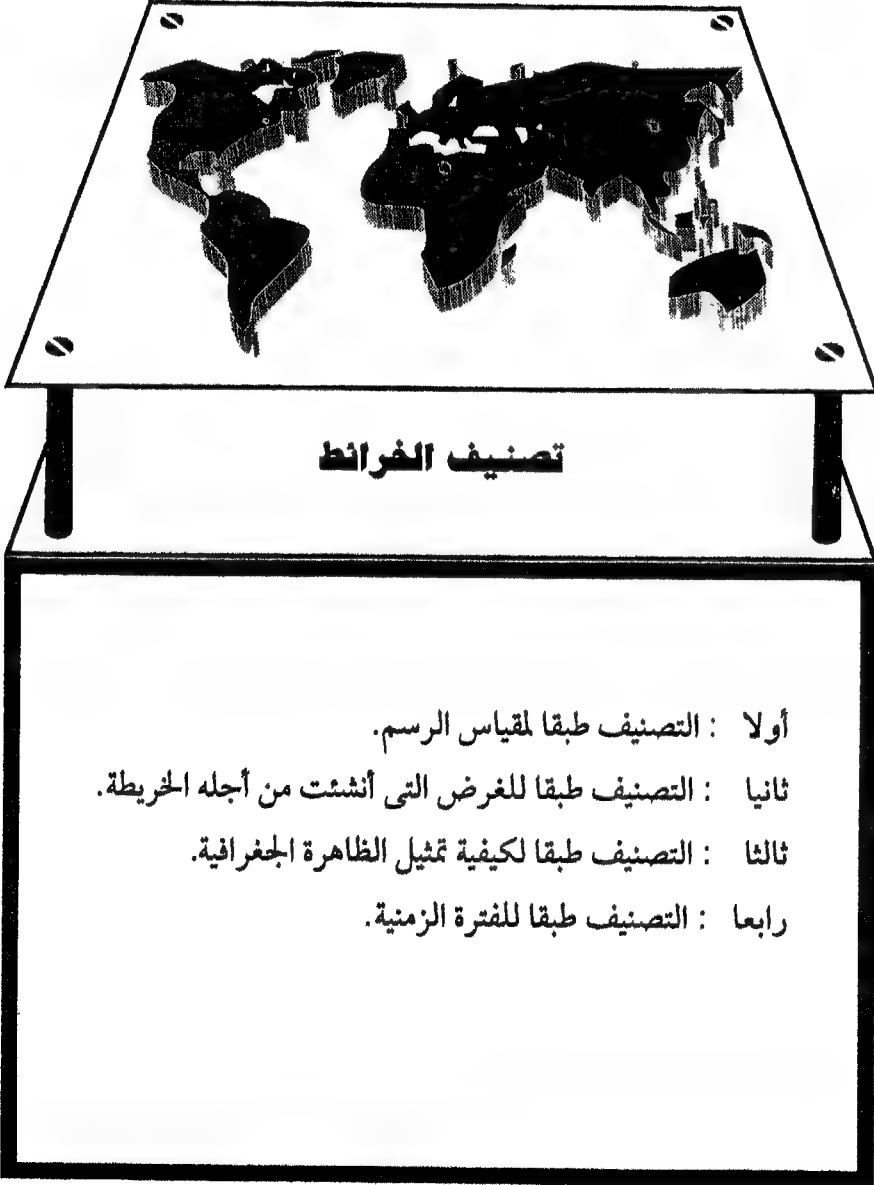 تصنيف الخرائط
أولا : التصنيف طبقا لمقياس الرسم.
ثانيا : التصنيف طبقا للغرض التى أنشئت من أجله الخريطة.
ثالثا : التصنيف طبقا لكيفية تمثيل الظاهرة الجغرافية.
رابعا : التصنيف طبقا للفترة الزمنية.